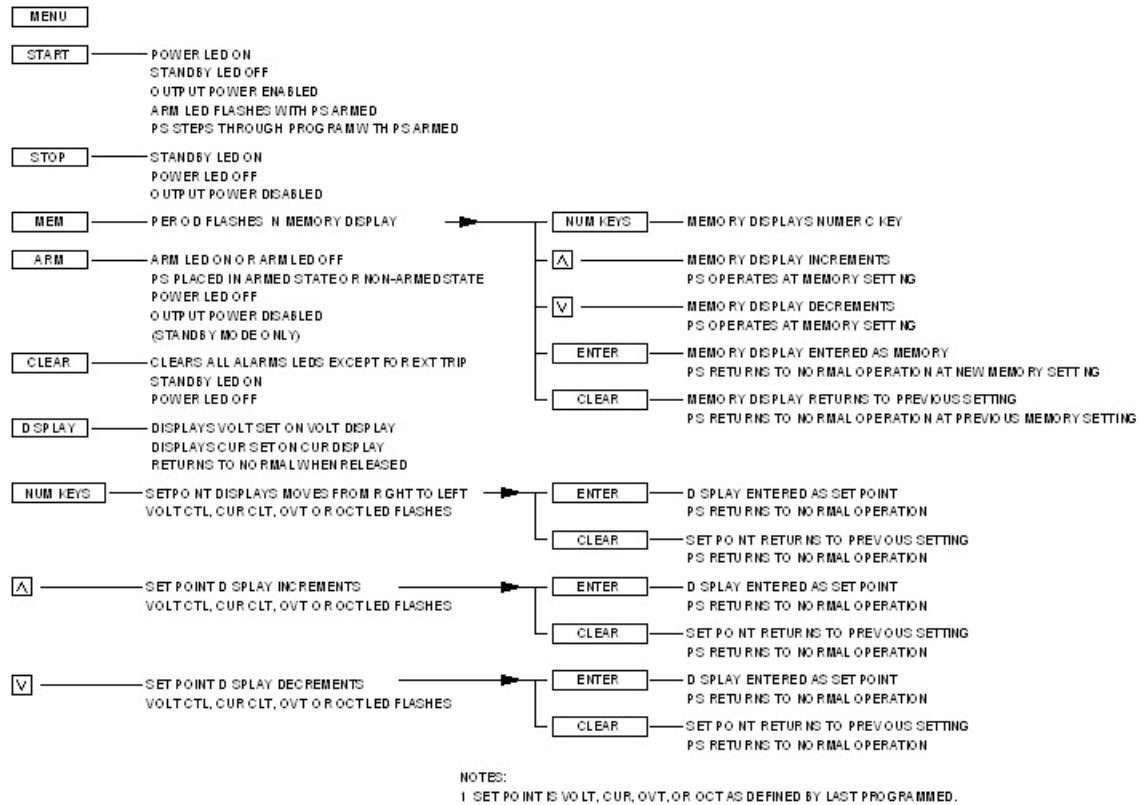 MENU
START
POWER LED ON
STANDBY LED OFF
OUTPUT POWER ENABLED
ARM LED FLASHES WITH PS ARMED
PS STEPS THROUGH PROGRAM WITH PS ARMED
STOP
STANDBY LED ON
POWER LED OFF
OUTPUT POWER DISABLED
MEM
PERIOD FLASHES IN MEMORY DISPLAY
NUM KEYS
MEMORY DISPLAYS NUMERIC KEY
Λ
MEMORY DISPLAY INCREMENTS
PS OPERATES AT MEMORY SETTING
V
MEMORY DISPLAY DECREMENTS
PS OPERATES AT MEMORY SETTING
ENTER
MEMORY DISPLAY ENTERED AS MEMORY
PS RETURNS TO NORMAL OPERATION AT NEW MEMORY SETTING
CLEAR
MEMORY DISPLAY RETURNS TO PREVIOUS SETTING
PS RETURNS TO NORMAL OPERATION AT PREVIOUS MEMORY SETTING
ARM
ARM LED ON OR ARM LED OFF
PS PLACED IN ARMED STATE OR NON-ARMED STATE
POWER LED OFF
OUTPUT POWER DISABLED
(STANDBY MODE ONLY)
CLEAR
CLEARS ALL ALARMS LEDS EXCEPT FOR EXT TRIP
STANDBY LED ON
POWER LED OFF
DISPLAY
DISPLAYS VOLT SET ON VOLT DISPLAY
DISPLAYS CUR SET ON CUR DISPLAY
RETURNS TO NORMAL WHEN RELEASED
NUM KEYS
SETPOINT DISPLAYS MOVES FROM RIGHT TO LEFT
VOLT CTL, CUR CLT, OVT OR OCT LED FLASHES
ENTER
DISPLAY ENTERED AS SET POINT
PS RETURNS TO NORMAL OPERATION
CLEAR
SET POINT RETURNS TO PREVIOUS SETTING
PS RETURNS TO NORMAL OPERATION
Λ
SET POINT DISPLAY INCREMENTS
VOLT CTL, CUR CLT, OVT OR OCT LED FLASHES
ENTER
DISPLAY ENTERED AS SET POINT
PS RETURNS TO NORMAL OPERATION
CLEAR
SET POINT RETURNS TO PREVIOUS SETTING
PS RETURNS TO NORMAL OPERATION
V
SET POINT DISPLAY DECREMENTS
VOLT CTL, CUR CLT, OVT OR OCT LED FLASHES
ENTER
DISPLAY ENTERED AS SET POINT
PS RETURNS TO NORMAL OPERATION
CLEAR
SET POINT RETURNS TO PREVIOUS SETTING
PS RETURNS TO NORMAL OPERATION
NOTES:
1 SET POINT IS VOLT, CUR, OVT, OR OCT AS DEFINED BY LAST PROGRAMMED.